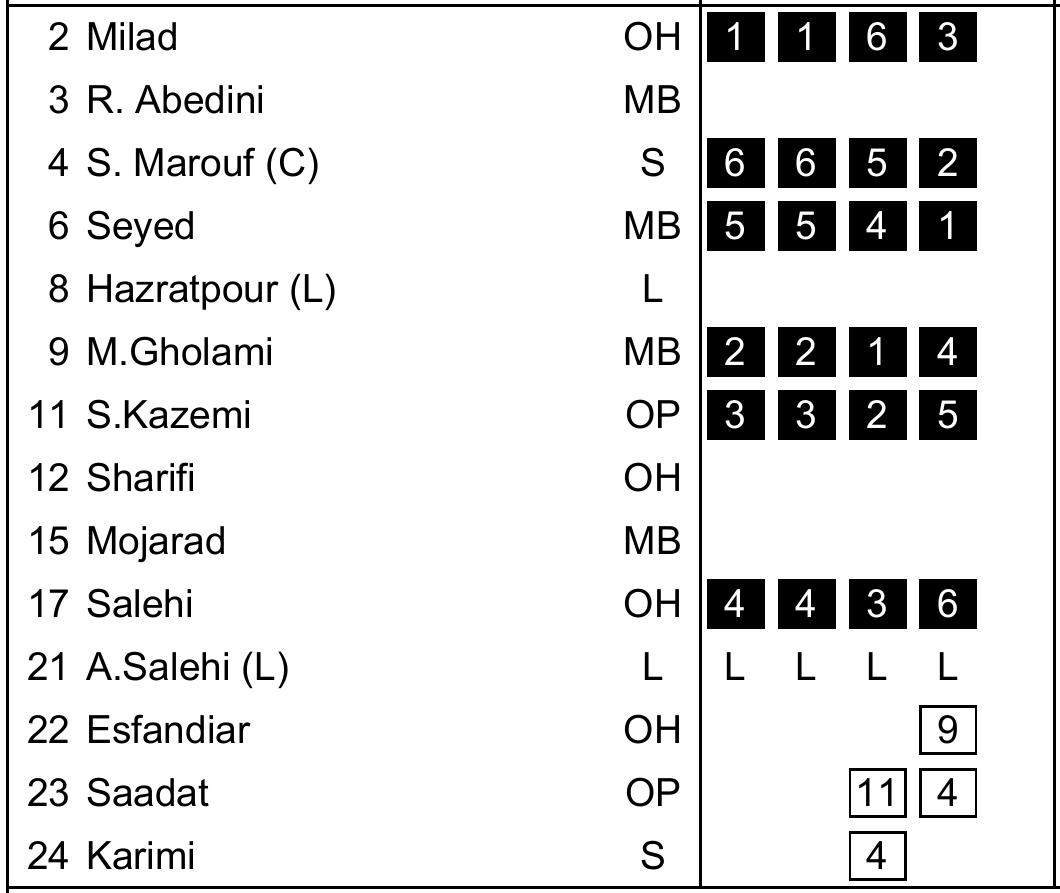 2 Milad OH 1 1 6 3
3 R. Abedini MB
4 S. Marouf (C) S 6 6 5 2
6 Seyed MB 5 5 4 1
8 Hazratpour (L) L
9 M.Gholami MB 2 2 1 4
11 S.Kazemi OP 3 3 2 5
12 Sharifi OH
15 Mojarad MB
17 Salehi OH 4 4 3 6
21 A.Salehi (L) L L L L L
22 Esfandiar OH 9
23 Saadat OP 11 4
24 Karimi S 4